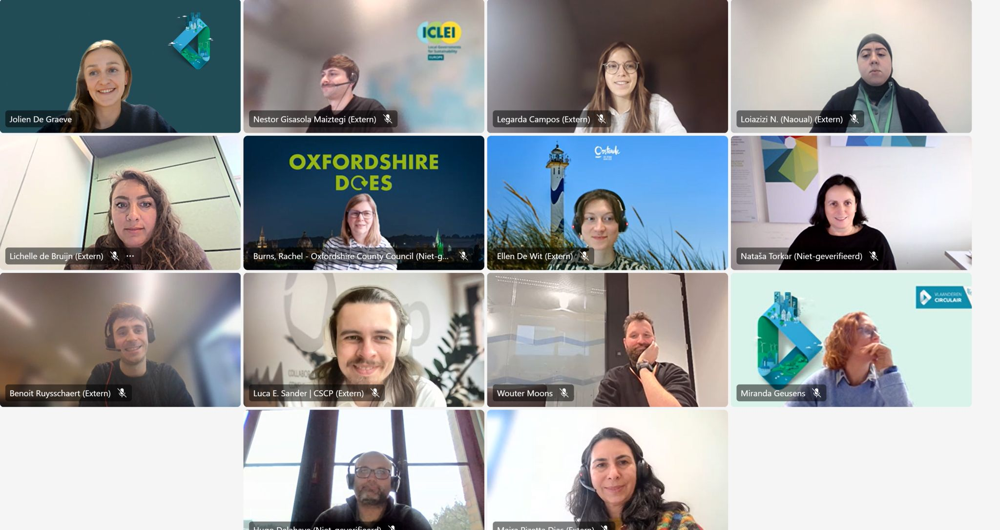 Jolien De Graeve
ICLEI
Local Governments
for Sustainability
EUROPE
Nestor Gisasola Maiztegi (Extern)
Legarda Campos (Extern)
Loiazizi N. (Naoual) (Extern)
Lichelle de Bruijn (Extern)
OXFORDSHIRE
DOES
Burns, Rachel - Oxfordshire County Council (Niet-g...
Oostende
Ellen De Wit (Extern)
Nataša Torkar (Niet-geverifieerd)
Benoit Ruysschaert (Extern)
COLLABOR
Luca E. Sander | CSCP (Extern)
Wouter Moons
VLAANDEREN
CIRCULAIR
Miranda Geusens
Hugo Delahaye (Niet-geverifieerd)
Maira Rizetta Dias (Extern)